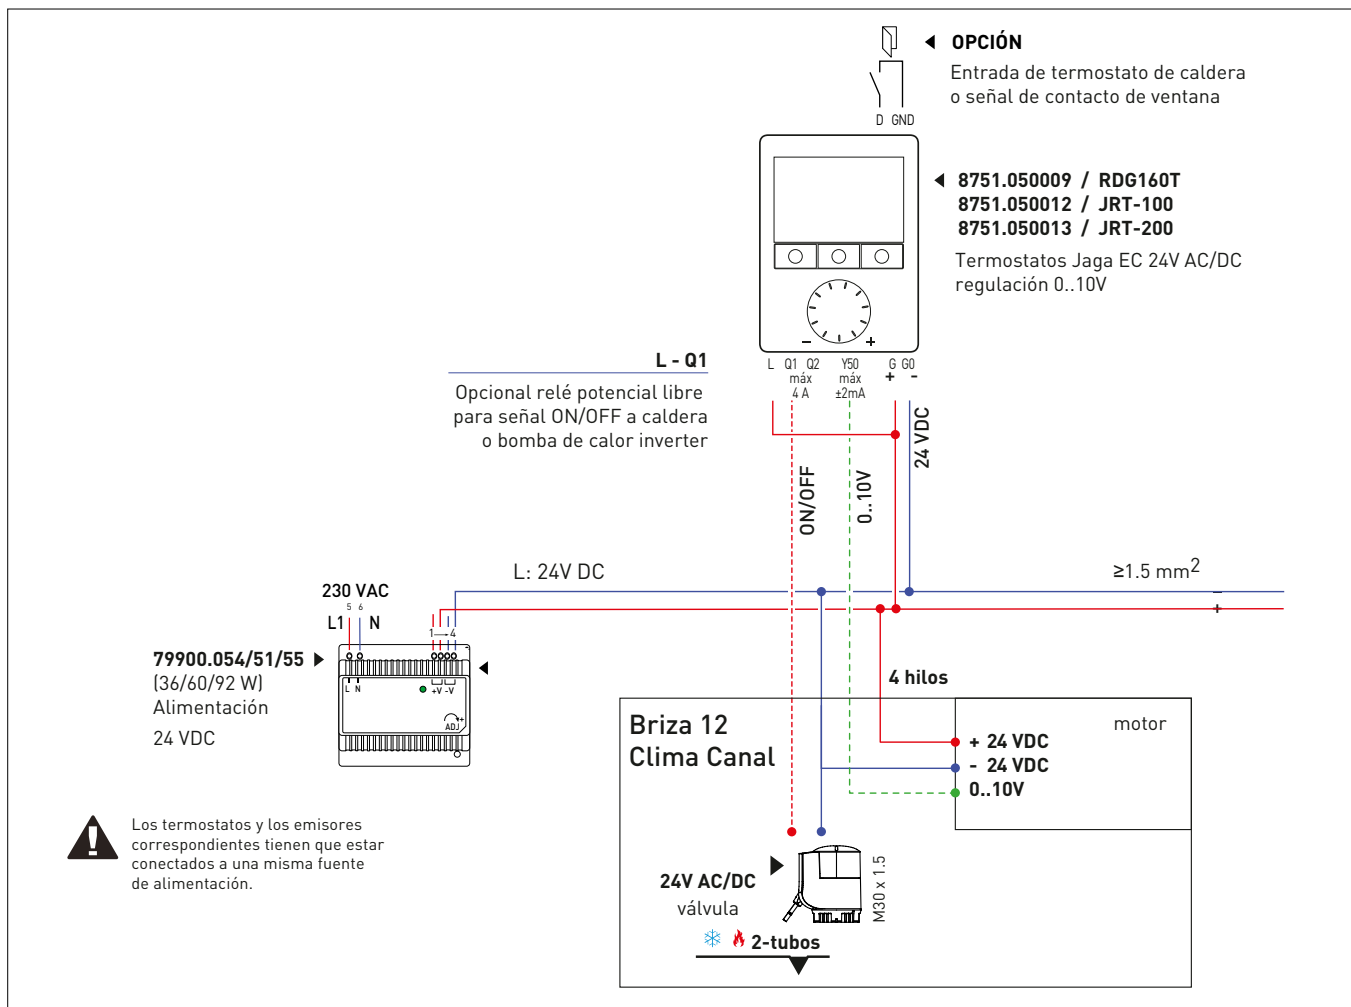 OPCIÓN
Entrada de termostato de caldera
o señal de contacto de ventana
D GND
8751.050009 / RDG160T
8751.050012 / JRT-100
8751.050013 / JRT-200
Termostatos Jaga EC 24V AC/DC
regulación 0..10V
- +
L Q1 Q2 Y50 G G0
máx máx + -
4 A ±2mA
L - Q1
Opcional relé potencial libre
para señal ON/OFF a caldera
o bomba de calor inverter
24 VDC
ON/OFF
0..10V
L: 24V DC
≥1.5 mm2
-
+
230 VAC
5 6
L1 N
1 4
79900.054/51/55
(36/60/92 W)
Alimentación
24 VDC
L N
+V -V
+
ADJ
4 hilos
Briza 12
Clima Canal
motor
+ 24 VDC
- 24 VDC
0..10V
Los termostatos y los emisores
correspondientes tienen que estar
conectados a una misma fuente
de alimentación.
24V AC/DC
válvula
M30 x 1.5
2-tubos